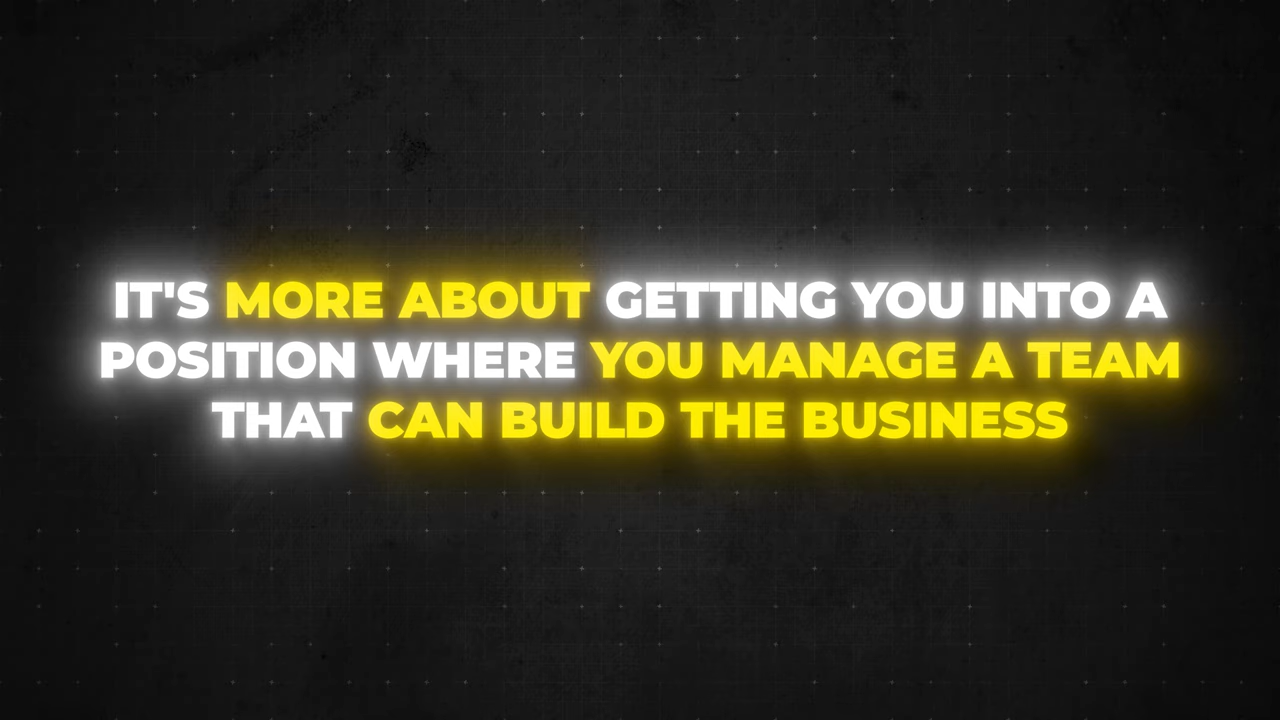 IT'S MORE ABOUT GETTING YOU INTO A
POSITION WHERE YOU MANAGE A TEAM
THAT CAN BUILD THE BUSINESS